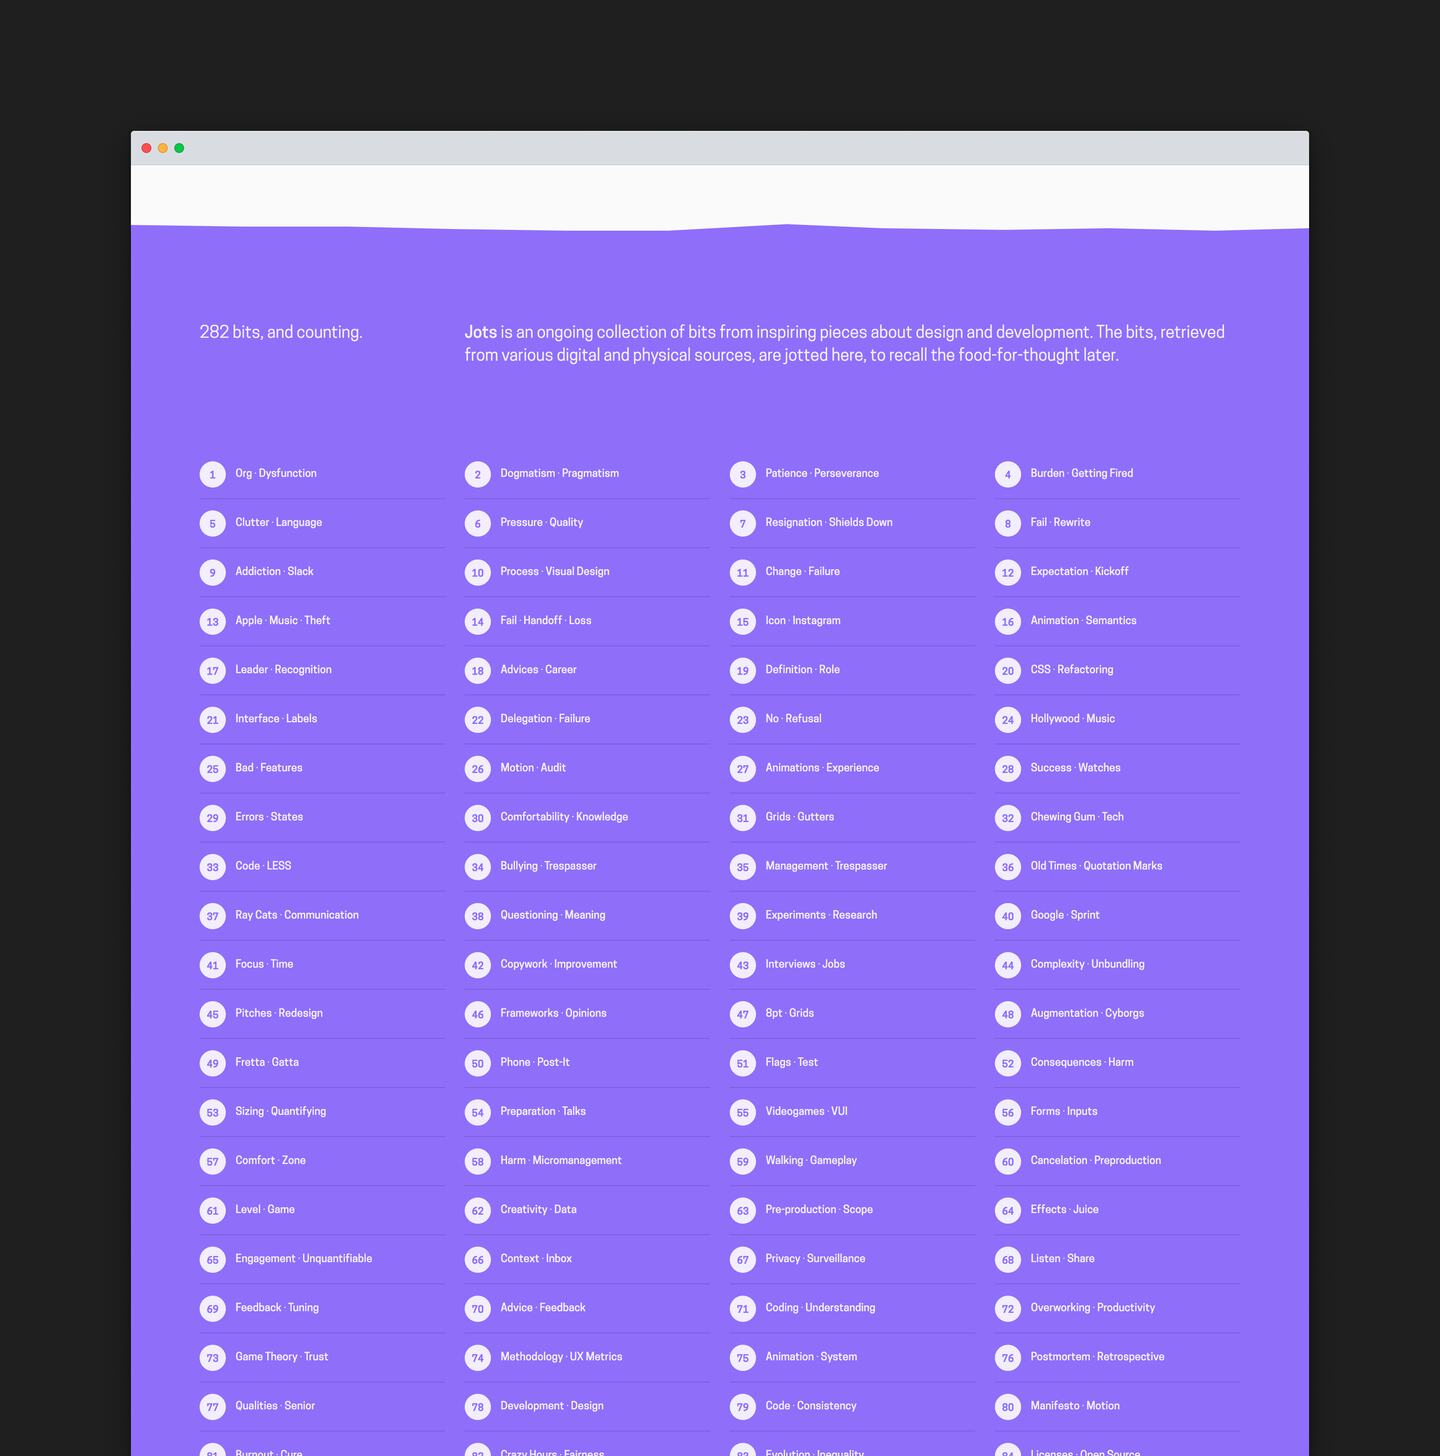 282 bits, and counting.
Jots is an ongoing collection of bits from inspiring pieces about design and development. The bits, retrieved
from various digital and physical sources, are jotted here, to recall the food-for-thought later.
1 Org · Dysfunction
2 Dogmatism · Pragmatism
3 Patience · Perseverance
4 Burden · Getting Fired
5 Clutter · Language
6 Pressure · Quality
7 Resignation · Shields Down
8 Fail · Rewrite
9 Addiction · Slack
10 Process · Visual Design
11 Change · Failure
12 Expectation · Kickoff
13 Apple · Music · Theft
14 Fail · Handoff · Loss
15 Icon · Instagram
16 Animation · Semantics
17 Leader · Recognition
18 Advices · Career
19 Definition · Role
20 CSS · Refactoring
21 Interface · Labels
22 Delegation · Failure
23 No · Refusal
24 Hollywood · Music
25 Bad · Features
26 Motion · Audit
27 Animations · Experience
28 Success · Watches
29 Errors · States
30 Comfortability · Knowledge
31 Grids · Gutters
32 Chewing Gum · Tech
33 Code · LESS
34 Bullying · Trespasser
35 Management · Trespasser
36 Old Times · Quotation Marks
37 Ray Cats · Communication
38 Questioning · Meaning
39 Experiments · Research
40 Google · Sprint
41 Focus · Time
42 Copywork · Improvement
43 Interviews · Jobs
44 Complexity · Unbundling
45 Pitches · Redesign
46 Frameworks · Opinions
47 8pt · Grids
48 Augmentation · Cyborgs
49 Fretta · Gatta
50 Phone · Post-It
51 Flags · Test
52 Consequences · Harm
53 Sizing · Quantifying
54 Preparation · Talks
55 Videogames · VUI
56 Forms · Inputs
57 Comfort · Zone
58 Harm · Micromanagement
59 Walking · Gameplay
60 Cancelation · Preproduction
61 Level · Game
62 Creativity · Data
63 Pre-production · Scope
64 Effects · Juice
65 Engagement · Unquantifiable
66 Context · Inbox
67 Privacy · Surveillance
68 Listen · Share
69 Feedback · Tuning
70 Advice · Feedback
71 Coding · Understanding
72 Overworking · Productivity
73 Game Theory · Trust
74 Methodology · UX Metrics
75 Animation · System
76 Postmortem · Retrospective
77 Qualities · Senior
78 Development · Design
79 Code · Consistency
80 Manifesto · Motion
81 Burnout · Cure
82 Crazy Hours · Fairness
83 Evolution · Inequality
84 Licenses · Open Source